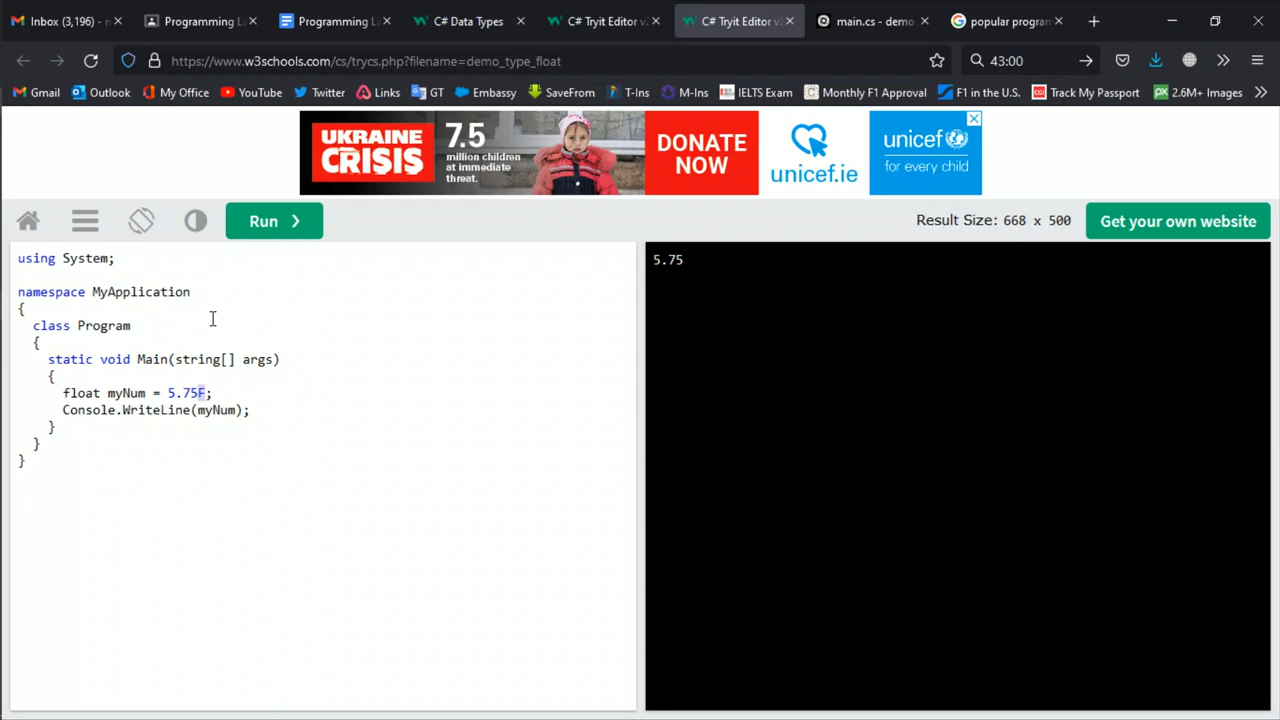 Inbox (3,196) - n
Programming La
Programming La
C# Data Types
C# Tryit Editor v
C# Tryit Editor v
main.cs - demo
popular program
https://www.w3schools.com/cs/trycs.php?filename=demo_type_float
43:00
Gmail
Outlook
My Office
YouTube
Twitter
Links
GT
Embassy
SaveFrom
T-Ins
M-Ins
IELTS Exam
Monthly F1 Approval
F1 in the U.S.
Track My Passport
2.6M+ Images
UKRAINE
CRISIS
7.5
million children
at immediate
threat.
DONATE
NOW
unicef.ie
unicef
for every child
Run
Result Size: 668 x 500
Get your own website
using System;
namespace MyApplication
{
class Program
{
static void Main(string[] args)
{
float myNum = 5.75F;
Console.WriteLine(myNum);
}
}
}
5.75